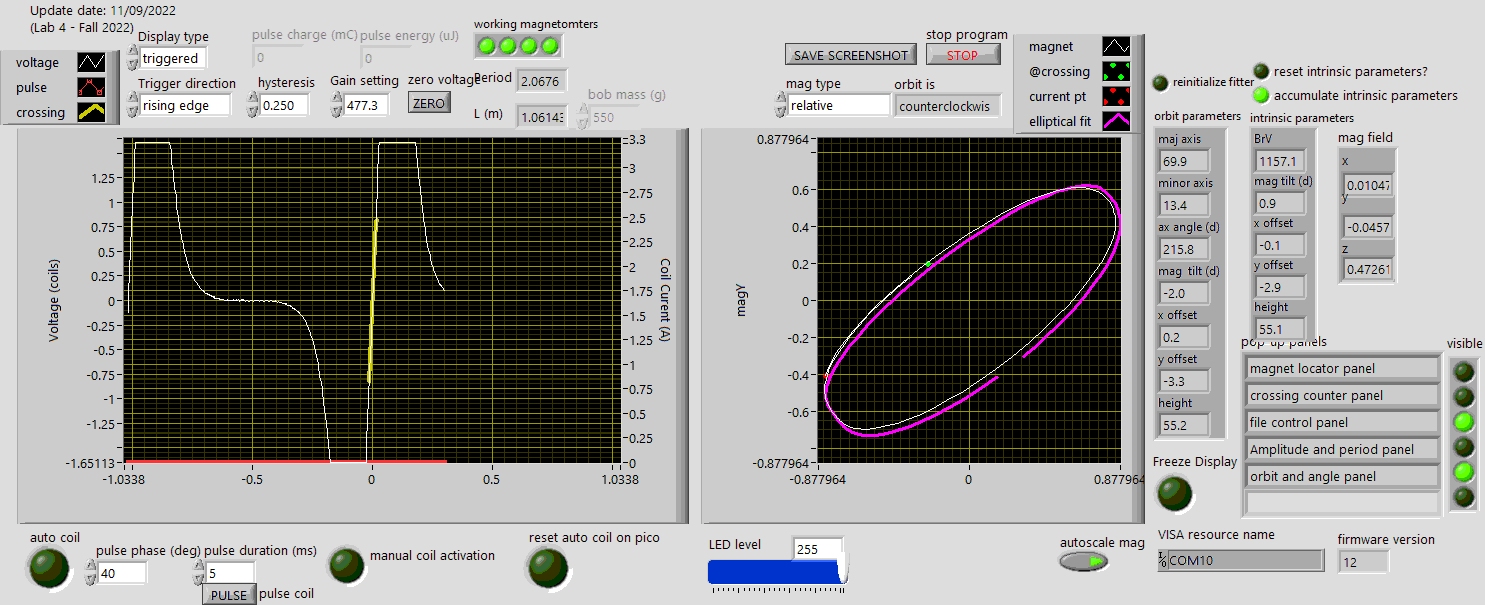 Update date: 11/09/2022
(Lab 4 - Fall 2022)
voltage
pulse
crossing
Display type
triggered
pulse charge (mC)
0
pulse energy (uJ)
0
working magnetomters
Trigger direction
rising edge
hysteresis
0.250
Gain setting
477.3
zero voltage
ZERO
Period
2.0676
L (m)
1.0614
bob mass (g)
550
SAVE SCREENSHOT
stop program
STOP
mag type
relative
orbit is
counterclockwis
magnet
@crossing
current pt
elliptical fit
reinitialize fitter
reset intrinsic parameters?
accumulate intrinsic parameters
orbit parameters
maj axis
69.9
minor axis
13.4
ax angle (d)
215.8
mag tilt (d)
-2.0
x offset
0.2
y offset
-3.3
height
55.2
intrinsic parameters
BrV
1157.1
mag tilt (d)
0.9
x offset
-0.1
y offset
-2.9
height
55.1
mag field
x
0.0104
y
-0.0457
z
0.4726
Voltage (coils)
1.25
1
0.75
0.5
0.25
0
-0.25
-0.5
-0.75
-1
-1.25
-1.65113
-1.0338
-0.5
0
0.5
1.0338
3.3
3
2.75
2.5
2.25
2
1.75
1.5
1.25
1
0.75
0.5
0.25
0
Coil Curent (A)
magy
0.877964
0.6
0.4
0.2
0
-0.2
-0.4
-0.6
-0.877964
-0.877964
0
0.877964
pop-up panels
visible
magnet locator panel
crossing counter panel
file control panel
Amplitude and period panel
orbit and angle panel
Freeze Display
auto coil
pulse phase (deg)
40
pulse duration (ms)
5
PULSE
pulse coil
manual coil activation
reset auto coil on pico
LED level
255
autoscale mag
VISA resource name
COM10
firmware version
12